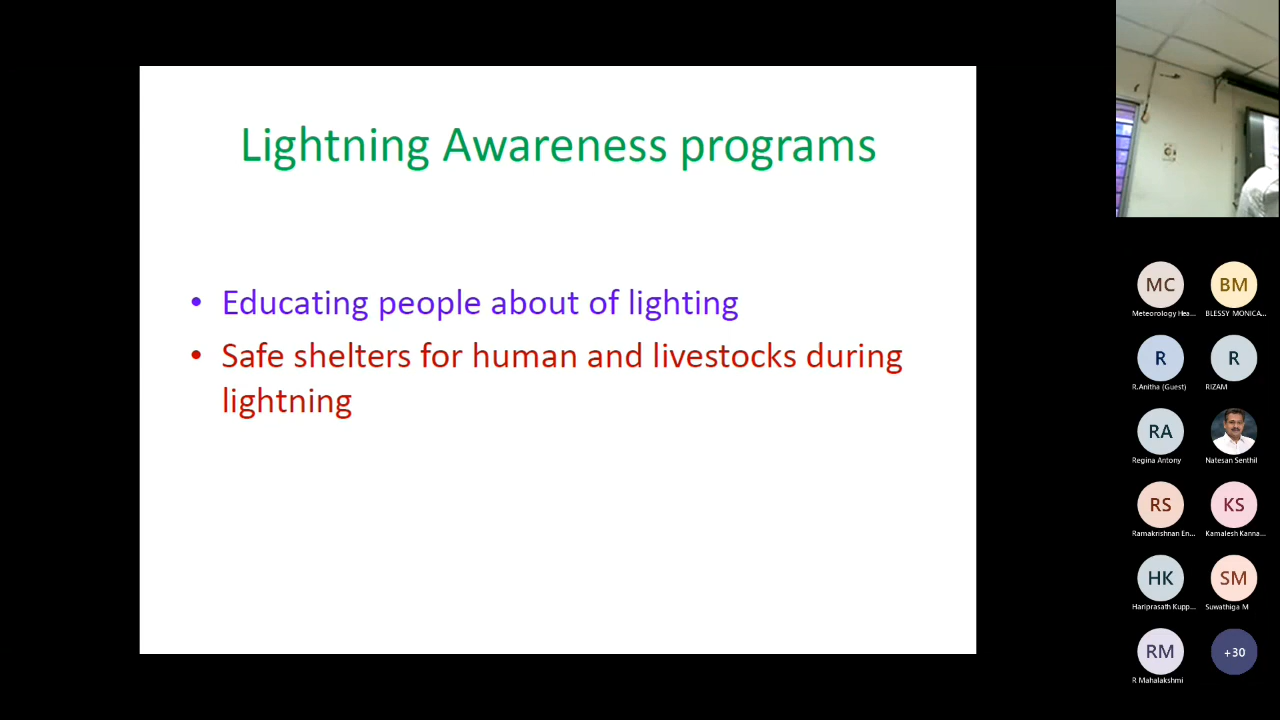 Lightning Awareness programs
• Educating people about of lighting
• Safe shelters for human and livestocks during
lightning
MC
BM
Meteorology Hea...
BLESSY MONICA...
R
R
R.Anitha (Guest)
RIZAM
RA
Regina Antony
Natesan Senthil
RS
KS
Ramakrishnan En...
Kamalesh Kanna...
HK
SM
Hariprasath Kupp...
Suwathiga M
RM
+30
R Mahalakshmi